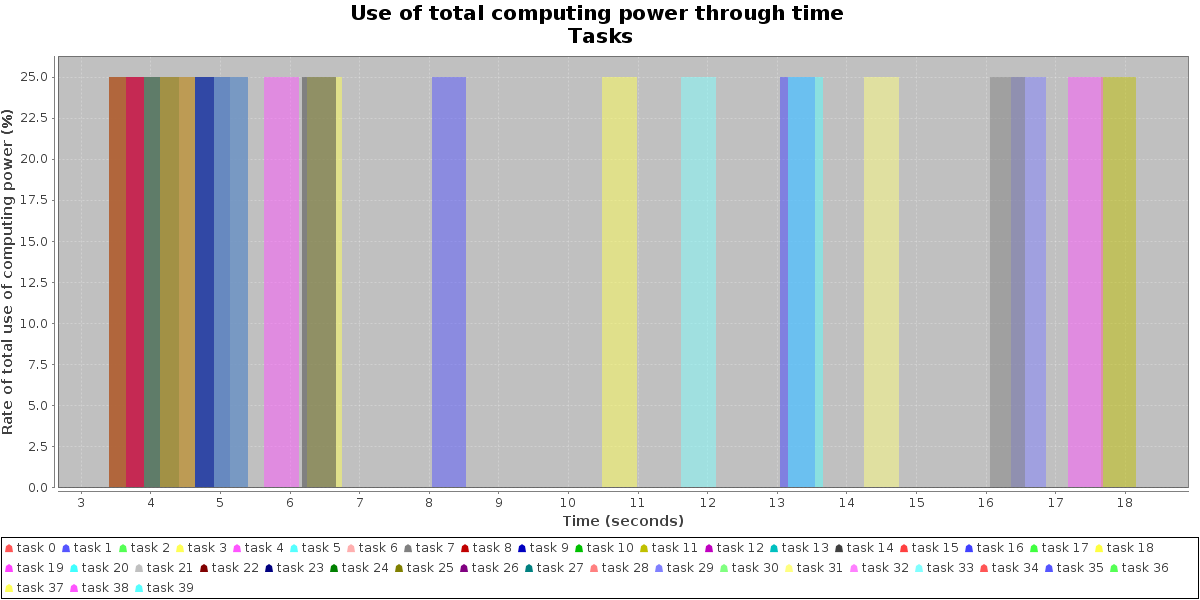 Use of total computing power through time
Tasks
Rate of total use of computing power (%)
25.0
22.5
20.0
17.5
15.0
12.5
10.0
7.5
5.0
2.5
0.0
3 4 5 6 7 8 9 10 11 12 13 14 15 16 17 18
Time (seconds)
task 0 task 1 task 2 task 3 task 4 task 5 task 6 task 7 task 8 task 9 task 10 task 11 task 12 task 13 task 14 task 15 task 16 task 17 task 18
task 19 task 20 task 21 task 22 task 23 task 24 task 25 task 26 task 27 task 28 task 29 task 30 task 31 task 32 task 33 task 34 task 35 task 36
task 37 task 38 task 39